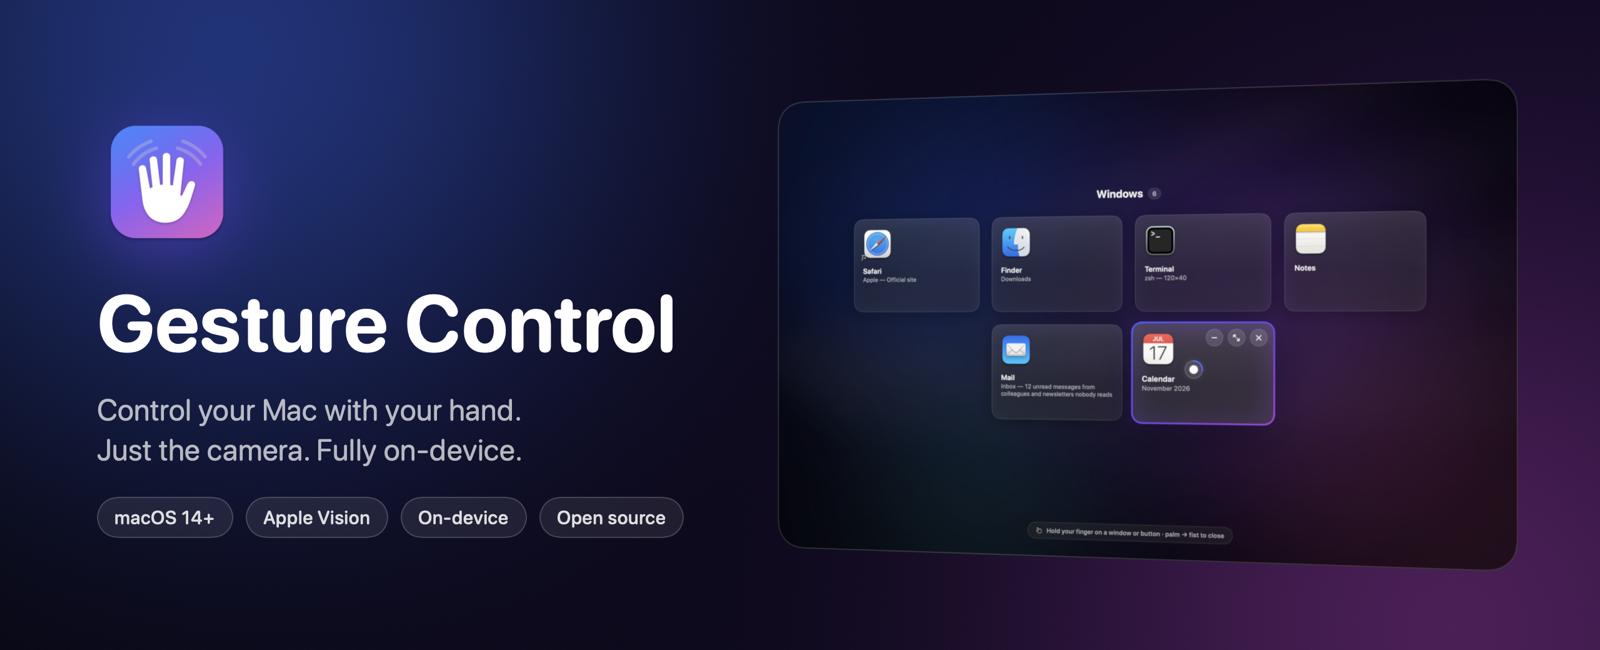 Gesture Control
Control your Mac with your hand.
Just the camera. Fully on-device.
macOS 14+
Apple Vision
On-device
Open source
Windows 6
Safari
Apple — Official site
Finder
Downloads
>_
Terminal
zsh — 120×40
Notes
Mail
Inbox — 12 unread messages from
colleagues and newsletters nobody reads
JUL
17
Calendar
November 2026
Hold your finger on a window or button · palm → fist to close